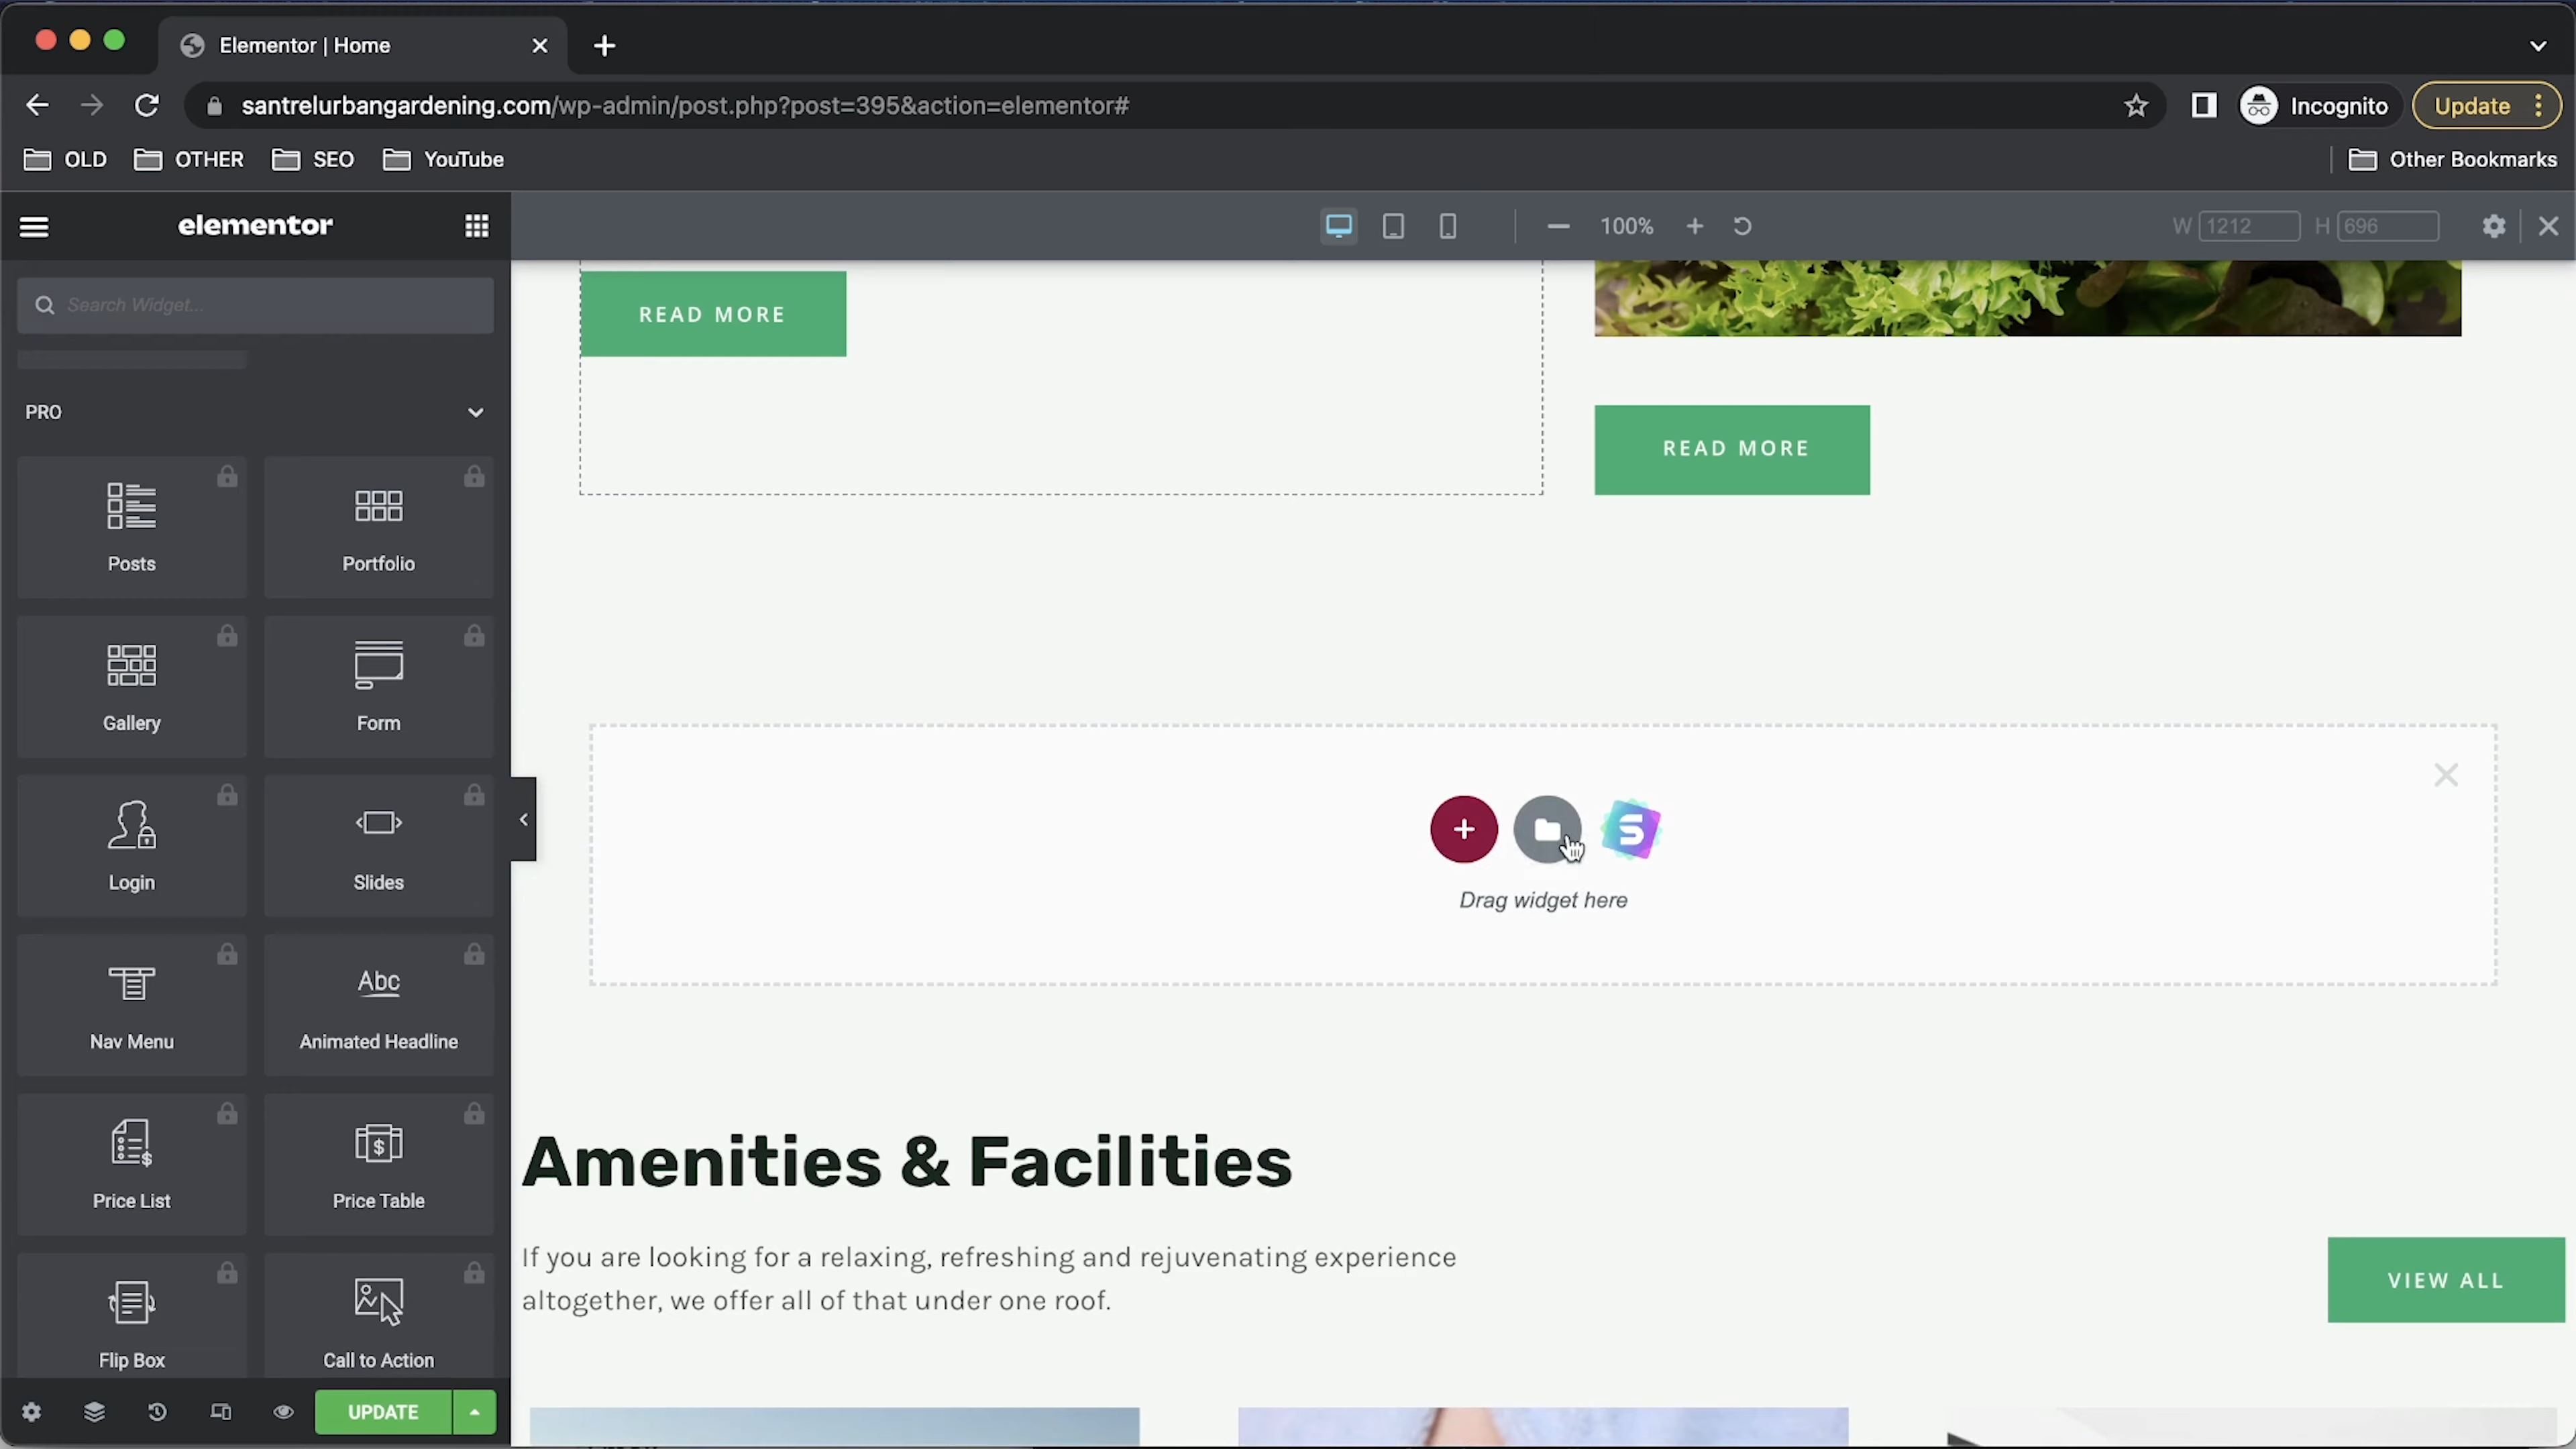 Elementor | Home
santrelurbangardening.com/wp-admin/post.php?post=395&action=elementor#
Incognito
Update
OLD
OTHER
SEO
YouTube
Other Bookmarks
elementor
100%
W 1212
H 696
Search Widget...
PRO
Posts
Portfolio
Gallery
Form
Login
Slides
Nav Menu
Abc
Animated Headline
Price List
Price Table
Flip Box
Call to Action
UPDATE
READ MORE
READ MORE
S
Drag widget here
Amenities & Facilities
If you are looking for a relaxing, refreshing and rejuvenating experience
altogether, we offer all of that under one roof.
VIEW ALL